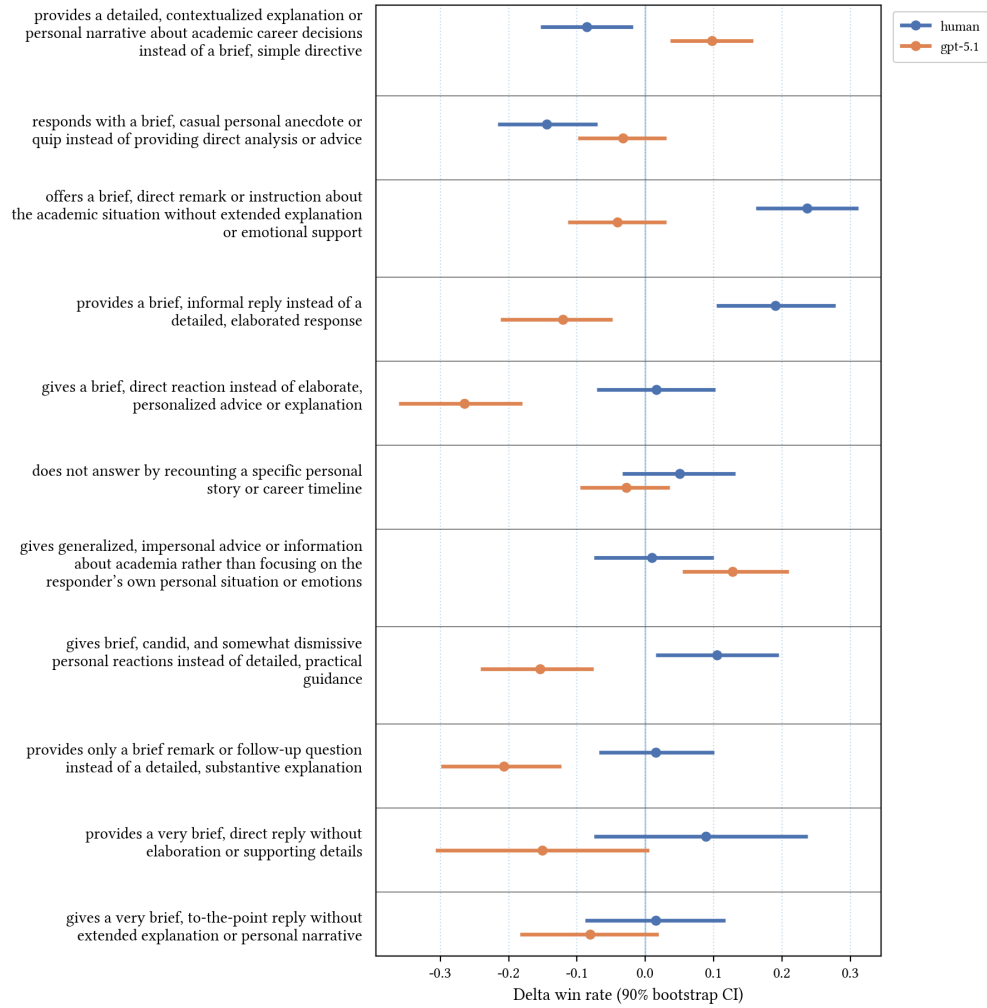 provides a detailed, contextualized explanation or
personal narrative about academic career decisions
instead of a brief, simple directive
human
gpt-5.1
responds with a brief, casual personal anecdote or
quip instead of providing direct analysis or advice
offers a brief, direct remark or instruction about
the academic situation without extended explanation
or emotional support
provides a brief, informal reply instead of a
detailed, elaborated response
gives a brief, direct reaction instead of elaborate,
personalized advice or explanation
does not answer by recounting a specific personal
story or career timeline
gives generalized, impersonal advice or information
about academia rather than focusing on the
responder's own personal situation or emotions
gives brief, candid, and somewhat dismissive
personal reactions instead of detailed, practical
guidance
provides only a brief remark or follow-up question
instead of a detailed, substantive explanation
provides a very brief, direct reply without
elaboration or supporting details
gives a very brief, to-the-point reply without
extended explanation or personal narrative
-0.3 -0.2 -0.1 0.0 0.1 0.2 0.3
Delta win rate (90% bootstrap CI)